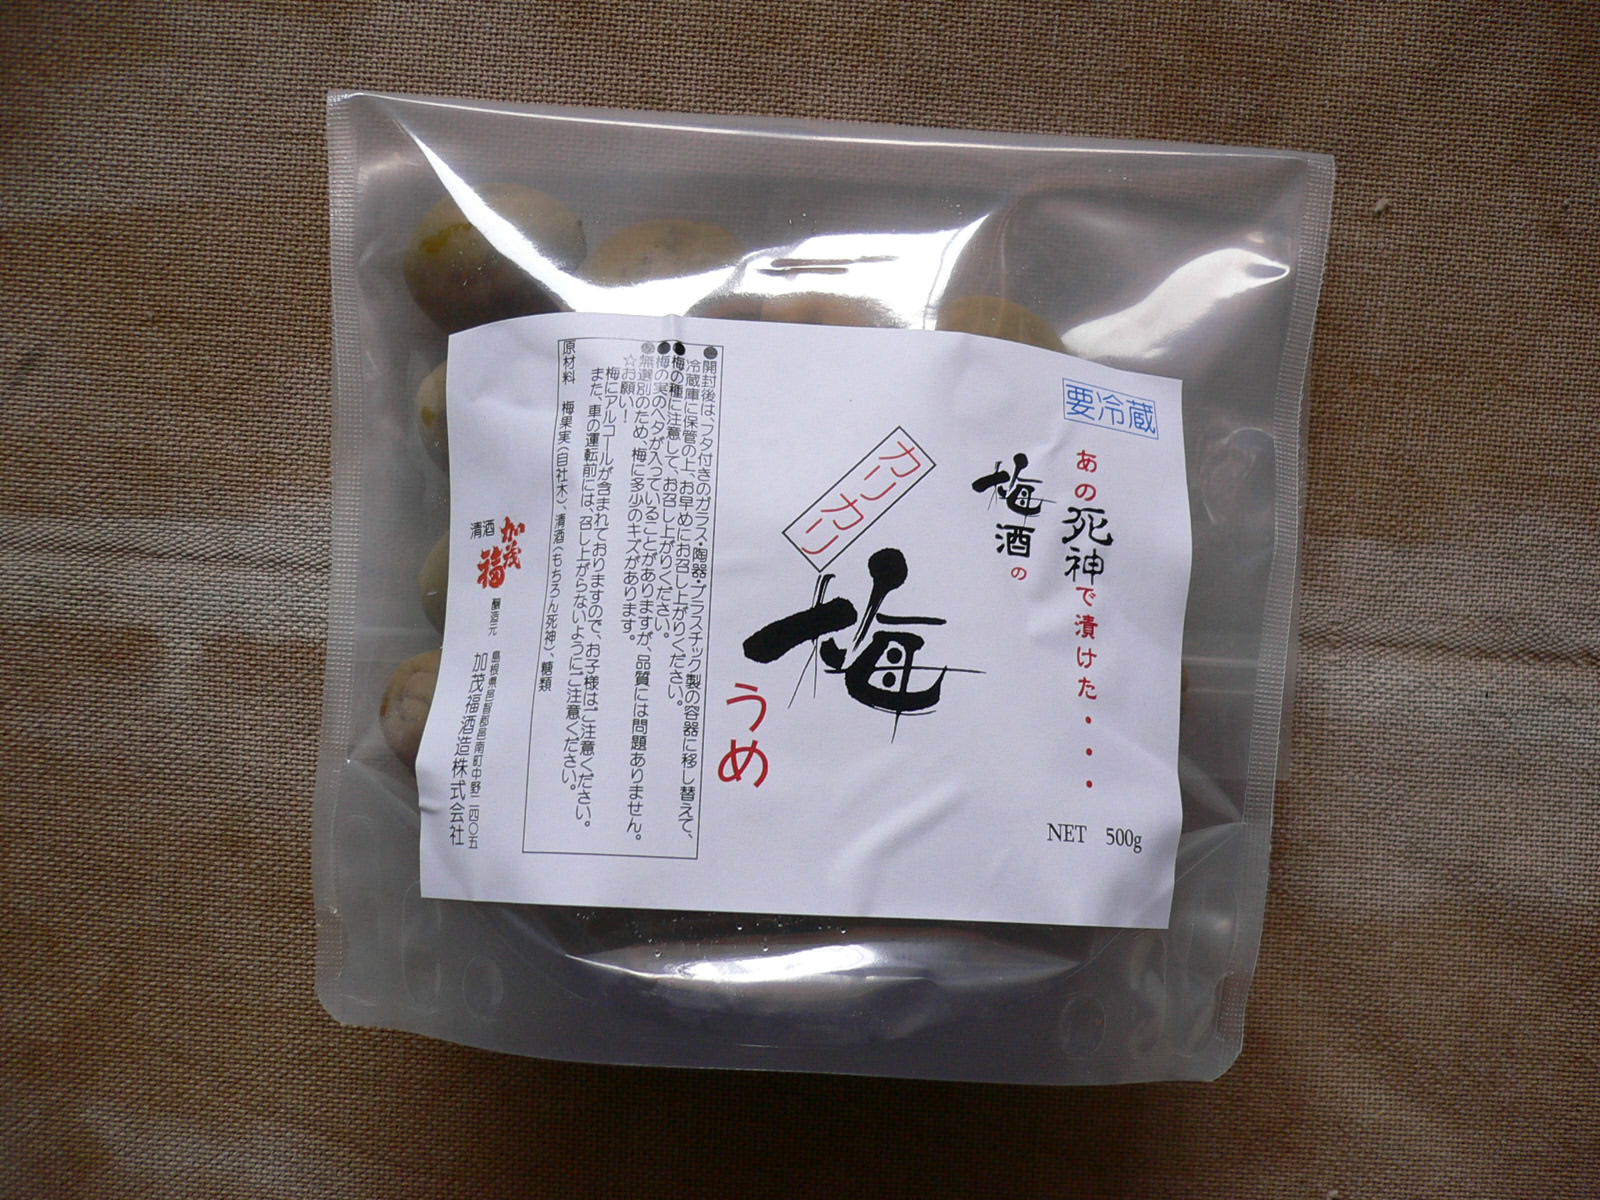 要冷蔵
あの死神で漬けた・・・
梅酒の
カリカリ
梅
うめ
NET 500g
●開封後は、フタ付きのガラス・陶器・プラスチック製の容器に移し替えて、
冷蔵庫に保管の上、お早めにお召し上がりください。
●梅の種に注意して、お召し上がりください。
●梅の実のヘタが入っていることがありますが、品質には問題ありません。
●無選別のため、梅に多少のキズがあります。
☆お願い!
梅にアルコールが含まれておりますので、お子様はご注意ください。
また、車の運転前には、召し上がらないようにご注意ください。
原材料 梅果実(自社木)、清酒(もちろん死神)、糖類
清酒 加茂福
醸造元 島根県邑智郡邑南町中野二四〇五
加茂福酒造株式会社